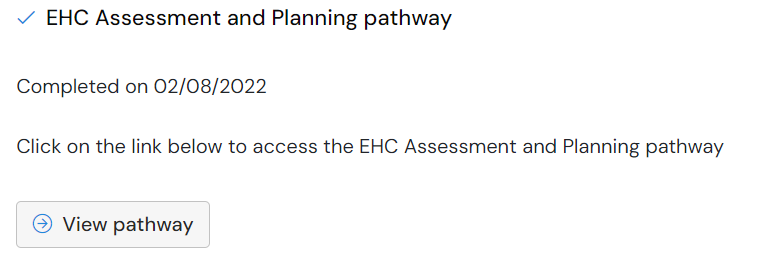 EHC Assessment and Planning pathway
Completed on 02/08/2022
Click on the link below to access the EHC Assessment and Planning pathway
View pathway